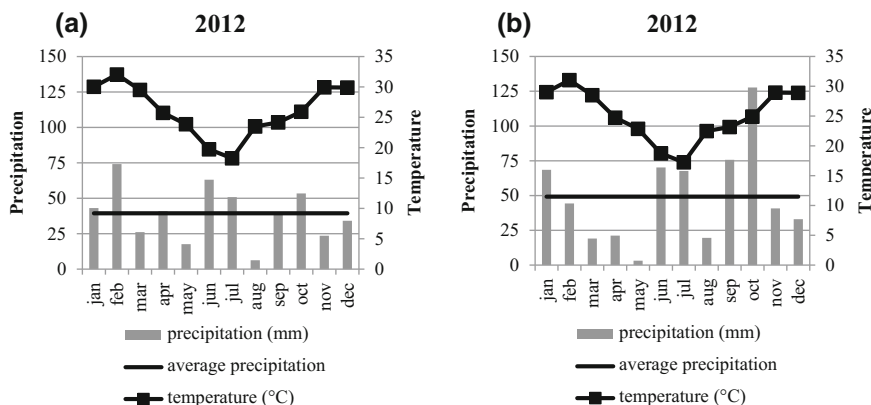 (a) 2012
150 35
125 30
100 25
75 20
50 15
25 10
0 5
0
Precipitation
Temperature
jan feb mar apr may jun jul aug sep oct nov dec
precipitation (mm)
average precipitation
temperature (°C)
(b) 2012
150 35
125 30
100 25
75 20
50 15
25 10
0 5
0
Precipitation
Temperature
jan feb mar apr may jun jul aug sep oct nov dec
precipitation (mm)
average precipitation
temperature (°C)